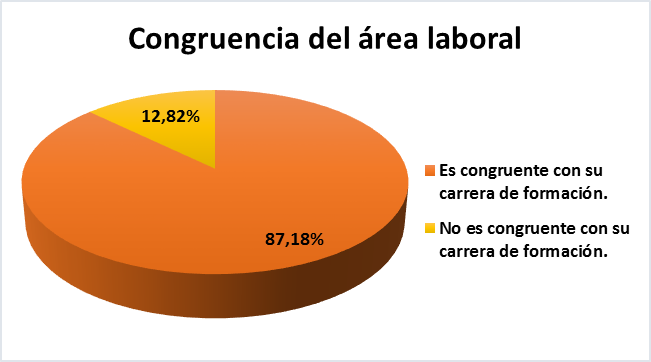 Congruencia del área laboral
12,82%
87,18%
Es congruente con su
carrera de formación.
No es congruente con su
carrera de formación.